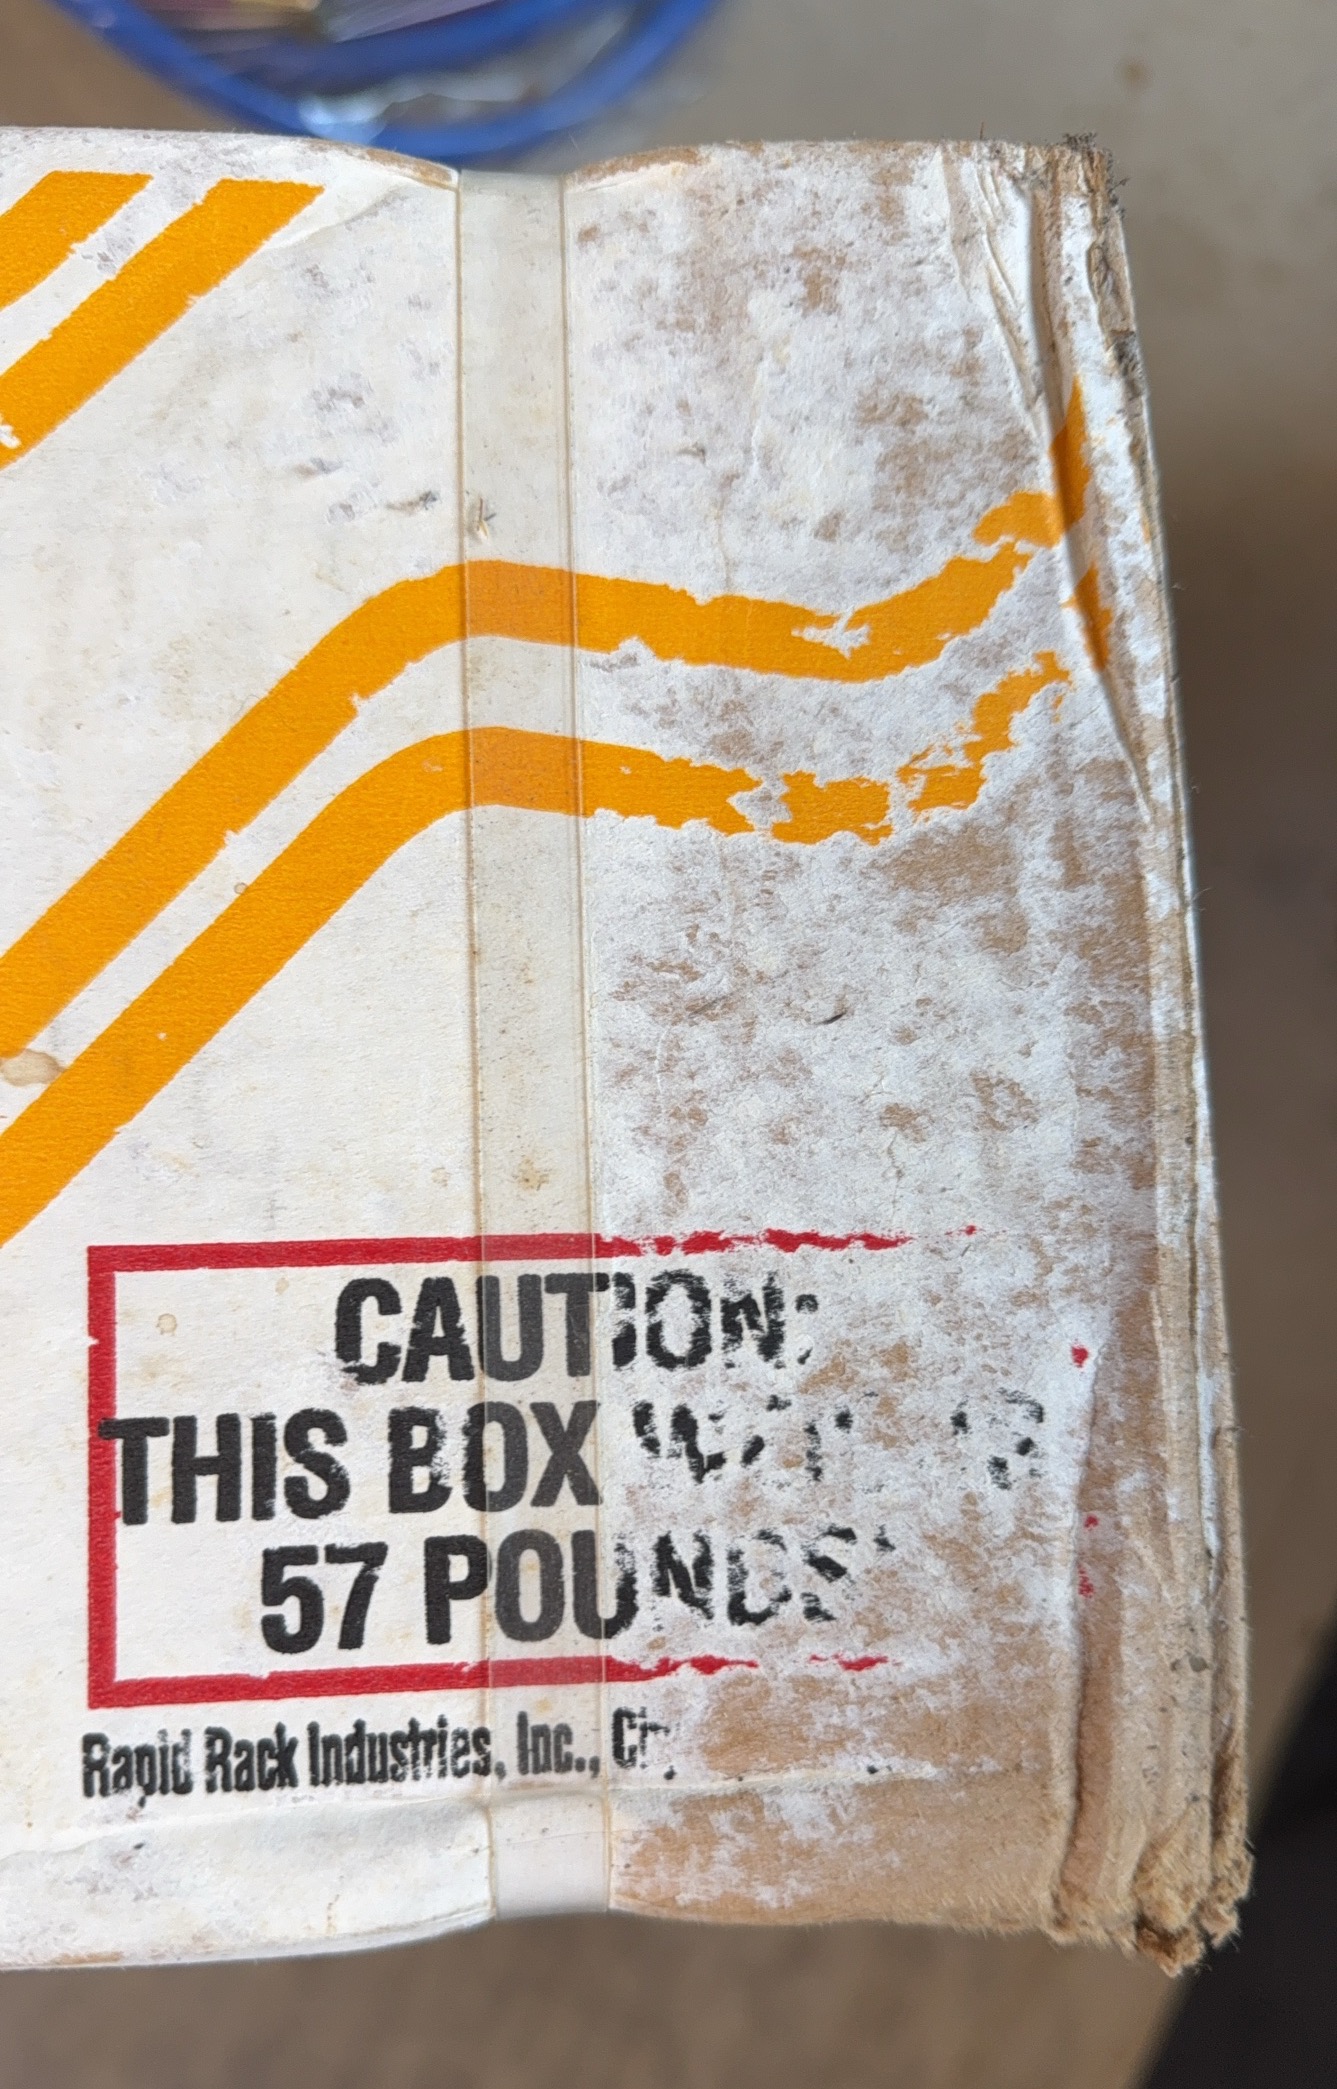 CAUTION:
THIS BOX
57 POUNDS
Rapid Rack Industries, Inc.,